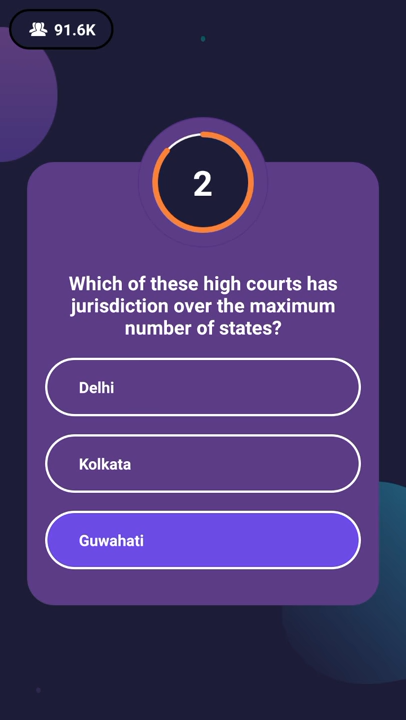 91.6K
2
Which of these high courts has
jurisdiction over the maximum
number of states?
Delhi
Kolkata
Guwahati